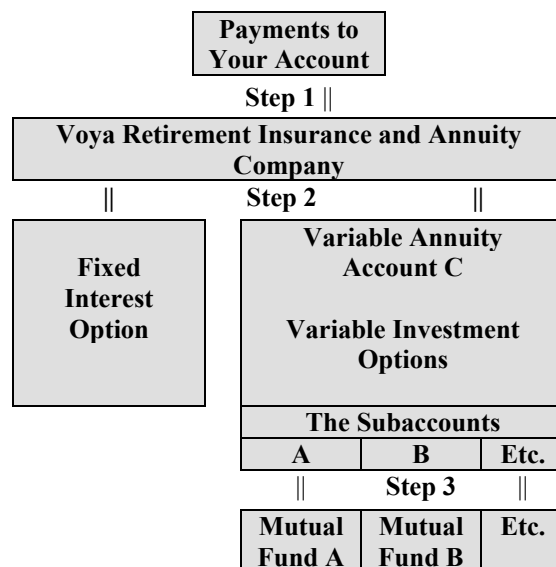 Payments to
Your Account
Step 1 ||
Voya Retirement Insurance and Annuity
Company
|| Step 2 ||
Fixed
Interest
Option
Variable Annuity
Account C
Variable Investment
Options
The Subaccounts
A B Etc.
|| Step 3 ||
Mutual
Fund A
Mutual
Fund B
Etc.